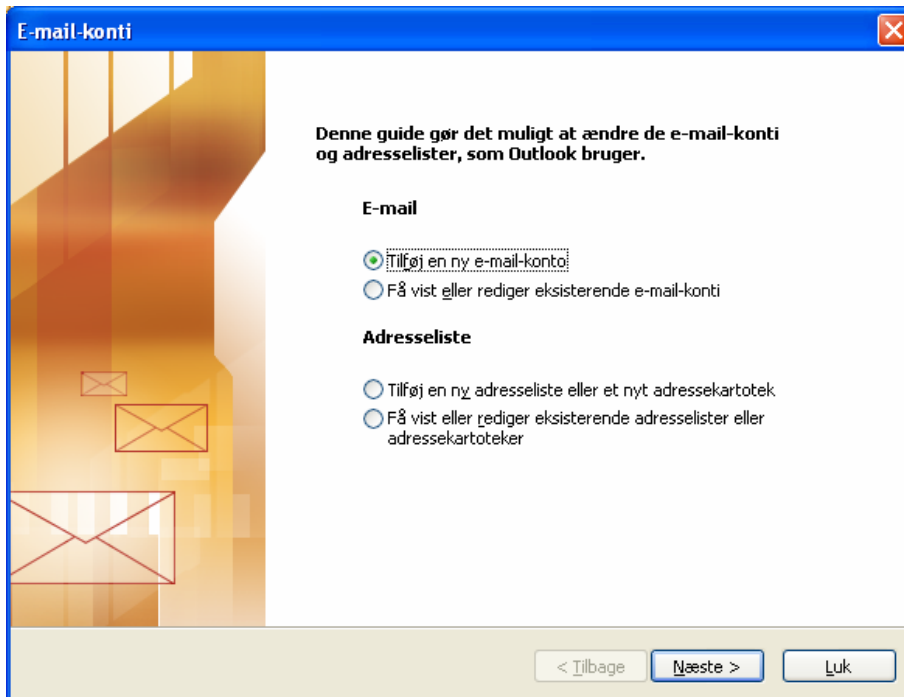 E-mail-konti
Denne guide gør det muligt at ændre de e-mail-konti
og adresselister, som Outlook bruger.
E-mail
Tilføj en ny e-mail-konto
Få vist eller rediger eksisterende e-mail-konti
Adresseliste
Tilføj en ny adresseliste eller et nyt adressekartotek
Få vist eller rediger eksisterende adresselister eller
adressekartoteker
< Tilbage
Næste >
Luk